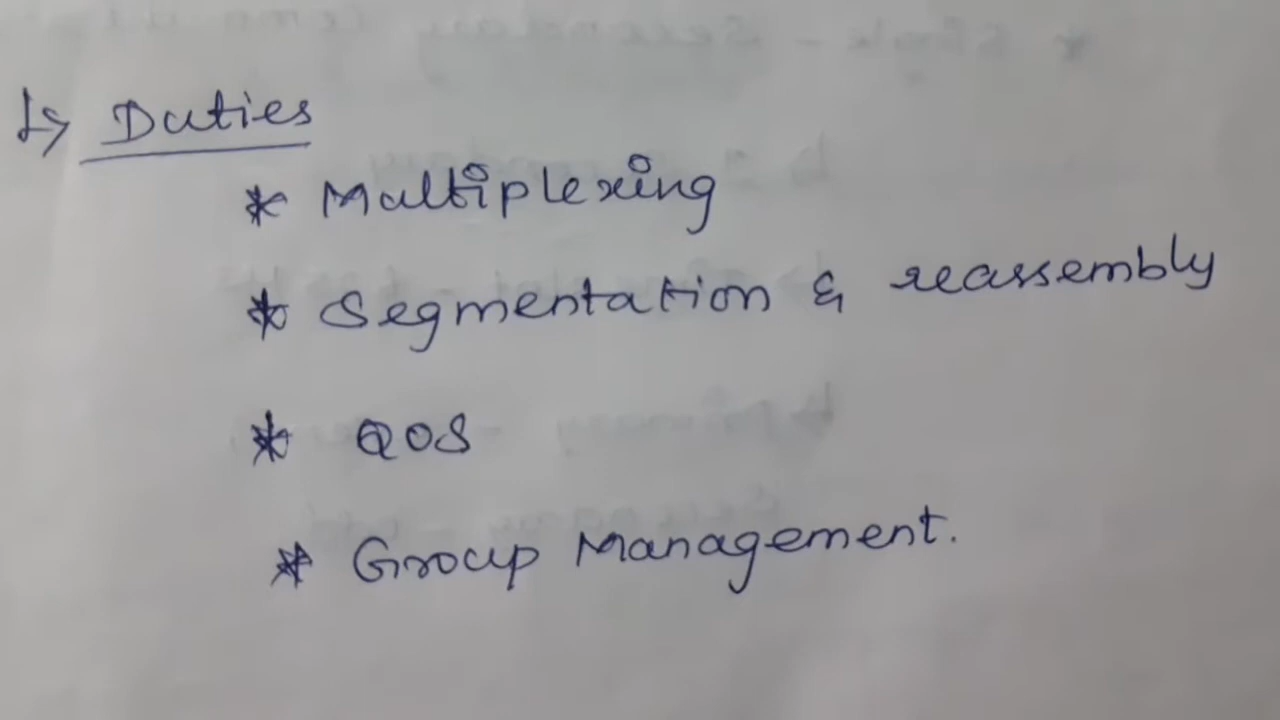 ↳ Duties
* Multiplexing
* Segmentation & reassembly
* QOS
* Group Management.